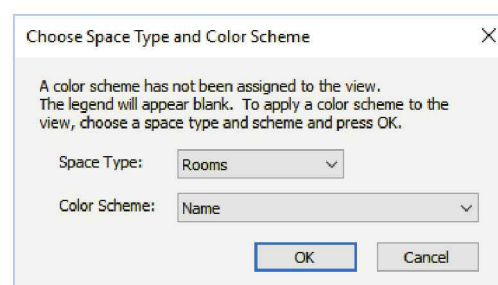 Choose Space Type and Color Scheme
A color scheme has not been assigned to the view.
The legend will appear blank. To apply a color scheme to the
view, choose a space type and scheme and press OK.
Space Type: Rooms
Color Scheme: Name
OK Cancel